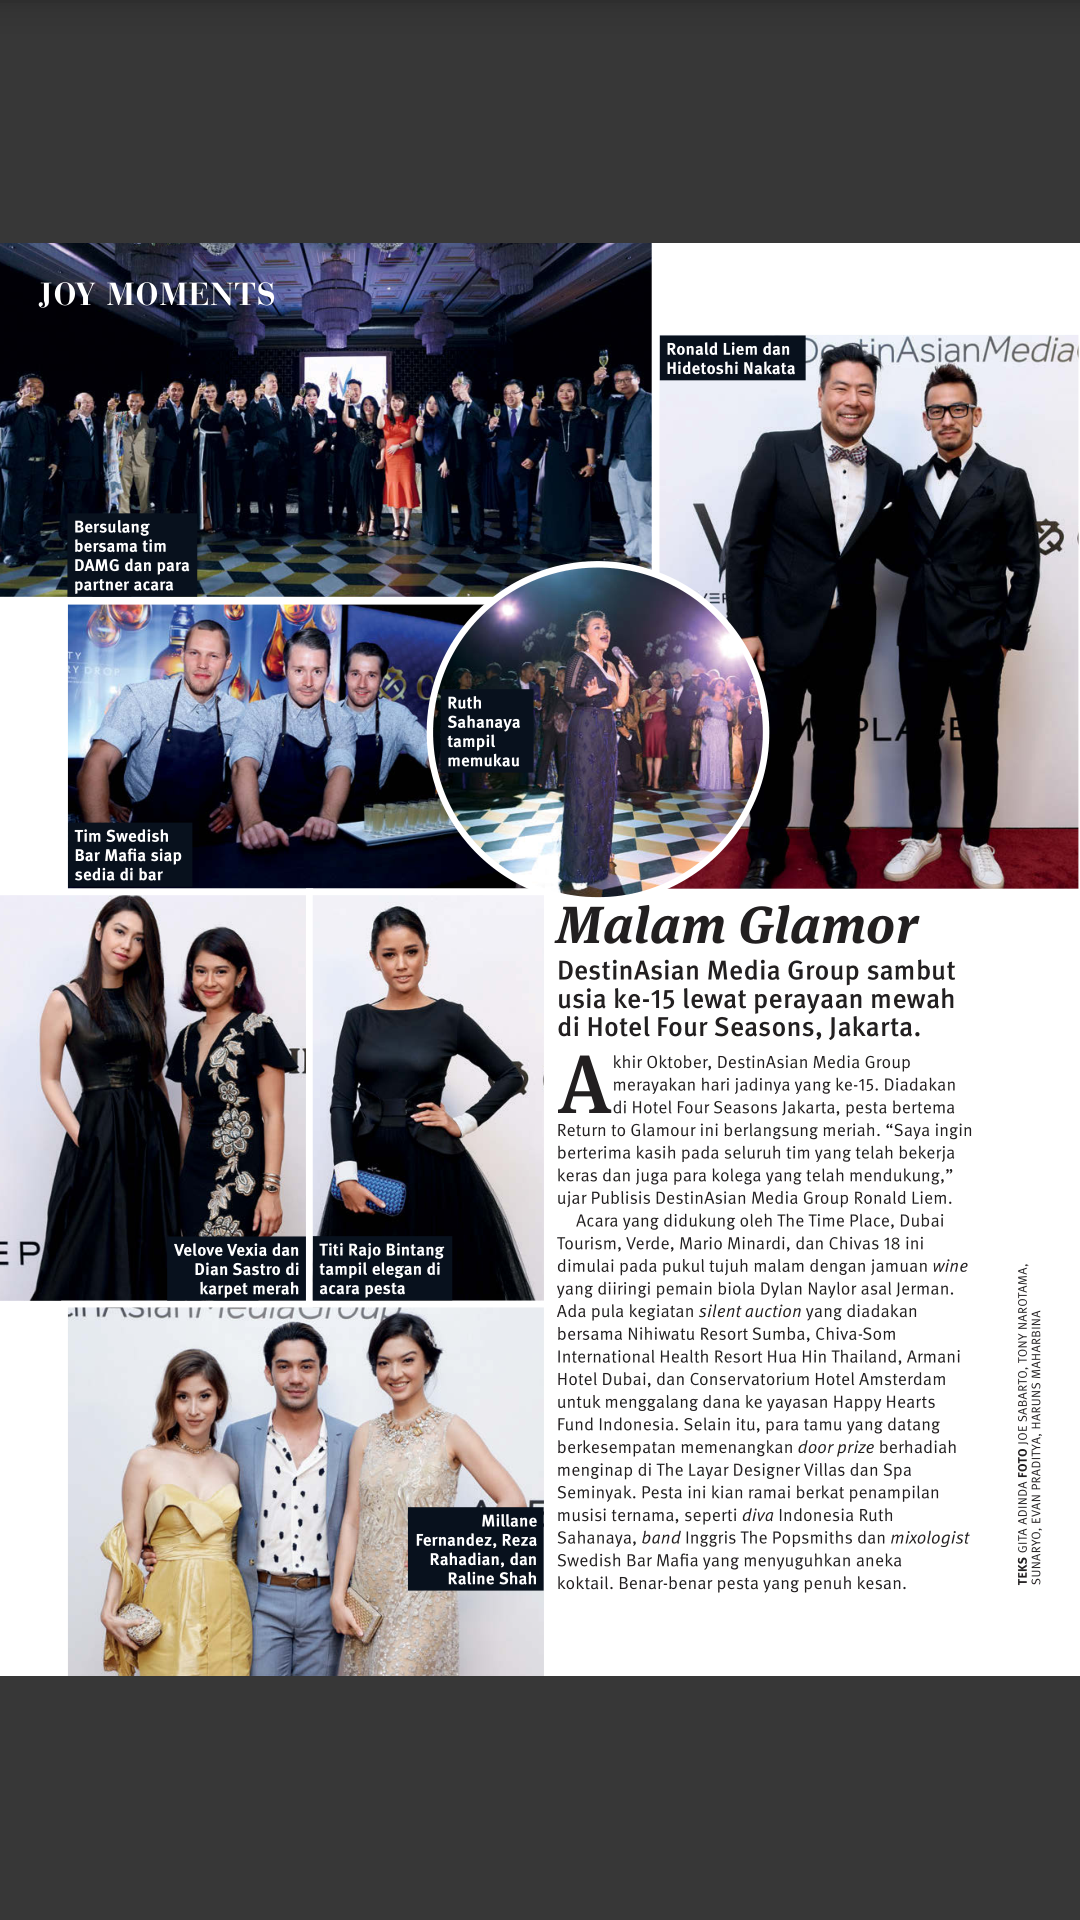 JOY MOMENTS
Bersulang
bersama tim
DAMG dan para
partner acara
Ronald Liem dan
Hidetoshi Nakata
DestinAsianMedia
Tim Swedish
Bar Mafia siap
sedia di bar
Ruth
Sahanaya
tampil
memukau
Velove Vexia dan
Dian Sastro di
karpet merah
Titi Rajo Bintang
tampil elegan di
acara pesta
tinAsianMediaGroup
Millane
Fernandez, Reza
Rahadian, dan
Raline Shah
Malam Glamor
DestinAsian Media Group sambut
usia ke-15 lewat perayaan mewah
di Hotel Four Seasons, Jakarta.
Akhir Oktober, DestinAsian Media Group
merayakan hari jadinya yang ke-15. Diadakan
di Hotel Four Seasons Jakarta, pesta bertema
Return to Glamour ini berlangsung meriah. “Saya ingin
berterima kasih pada seluruh tim yang telah bekerja
keras dan juga para kolega yang telah mendukung,”
ujar Publisis DestinAsian Media Group Ronald Liem.
Acara yang didukung oleh The Time Place, Dubai
Tourism, Verde, Mario Minardi, dan Chivas 18 ini
dimulai pada pukul tujuh malam dengan jamuan wine
yang diiringi pemain biola Dylan Naylor asal Jerman.
Ada pula kegiatan silent auction yang diadakan
bersama Nihiwatu Resort Sumba, Chiva-Som
International Health Resort Hua Hin Thailand, Armani
Hotel Dubai, dan Conservatorium Hotel Amsterdam
untuk menggalang dana ke yayasan Happy Hearts
Fund Indonesia. Selain itu, para tamu yang datang
berkesempatan memenangkan door prize berhadiah
menginap di The Layar Designer Villas dan Spa
Seminyak. Pesta ini kian ramai berkat penampilan
musisi ternama, seperti diva Indonesia Ruth
Sahanaya, band Inggris The Popsmiths dan mixologist
Swedish Bar Mafia yang menyuguhkan aneka
koktail. Benar-benar pesta yang penuh kesan.
TEKS GITA ADINDA FOTO JOE SABARTO, TONY NAROTAMA,
SUNARYO, EVAN PRADITYA, HARUNS MAHARBINA